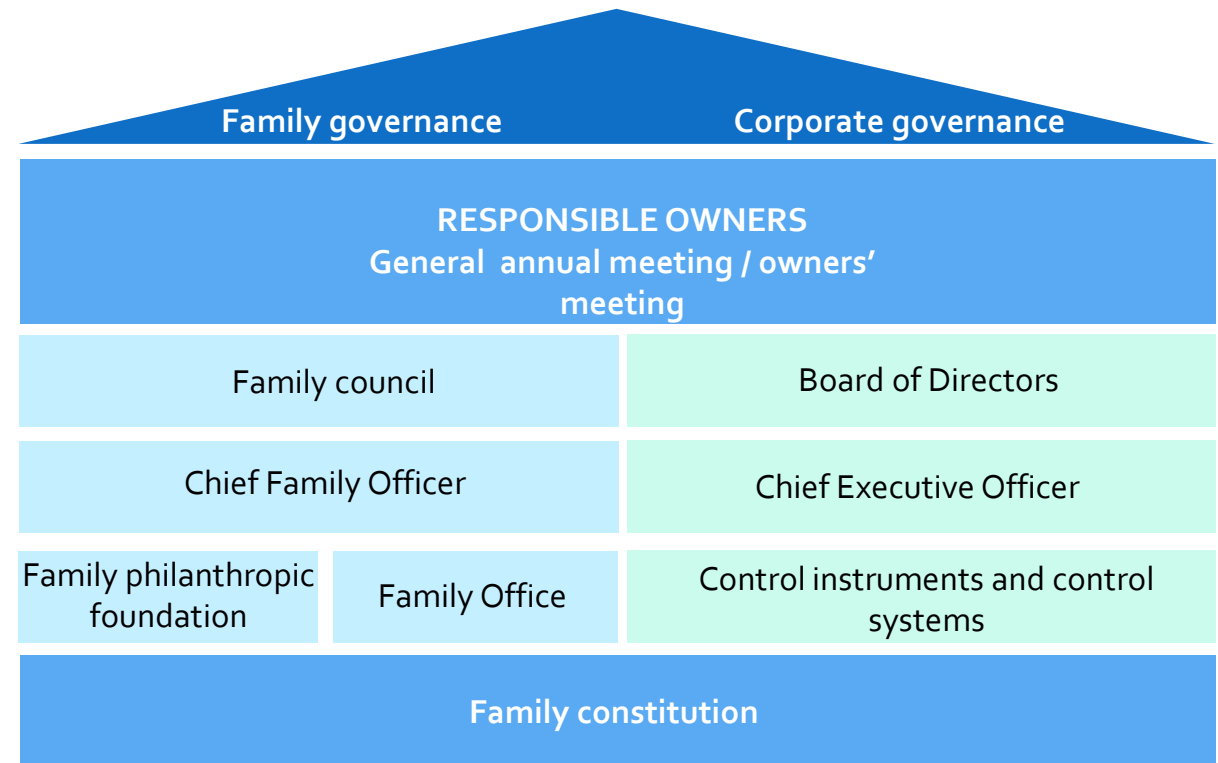 Family governance
Corporate governance
RESPONSIBLE OWNERS
General annual meeting / owners’
meeting
Family council
Board of Directors
Chief Family Officer
Chief Executive Officer
Family philanthropic
foundation
Family Office
Control instruments and control
systems
Family constitution